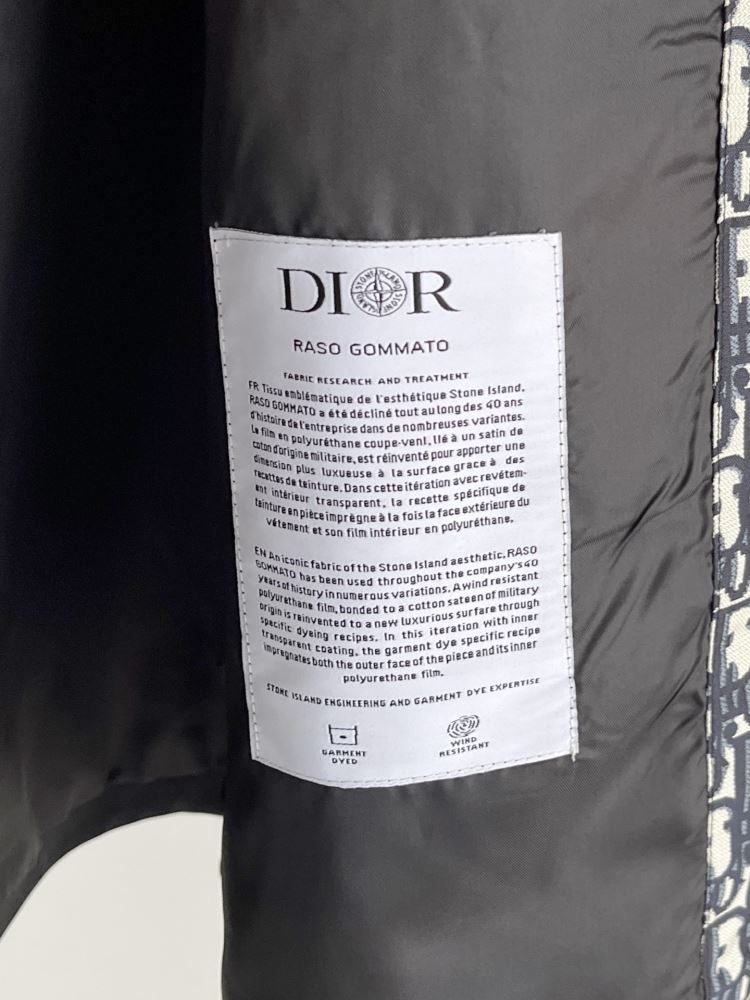 DIOR
STONE ISLAND
RASO GOMMATO
FABRIC RESEARCH AND TREATMENT
FR Tissu emblématique de l'esthétique Stone Island,
RASO GOMMATO a été décliné tout au long des 40 ans
d'histoire de l'entreprise dans de nombreuses variantes.
Le film en polyuréthane coupe-vent, lié à un satin de
coton d'origine militaire, est réinventé pour apporter une
dimension plus luxueuse à la surface grace à des
recettes de teinture. Dans cette itération avec revêtem-
ent intérieur transparent, la recette spécifique de
teinture en pièce imprègne à la fois la face extérieure du
vêtement et son film intérieur en polyuréthane.
EN An iconic fabric of the Stone Island aesthetic, RASO
GOMMATO has been used throughout the company's 40
years of history in numerous variations. A wind resistant
polyurethane film, bonded to a cotton sateen of military
origin is reinvented to a new luxurious surfare through
specific dyeing recipes. In this iteration with inner
transparent coating, the garment dye specific recipe
impregnates both the outer face of the piece and its inner
polyurethane film.
STONE ISLAND ENGINEERING AND GARMENT DYE EXPERTISE
GARMENT
DYED
WIND
RESISTANT